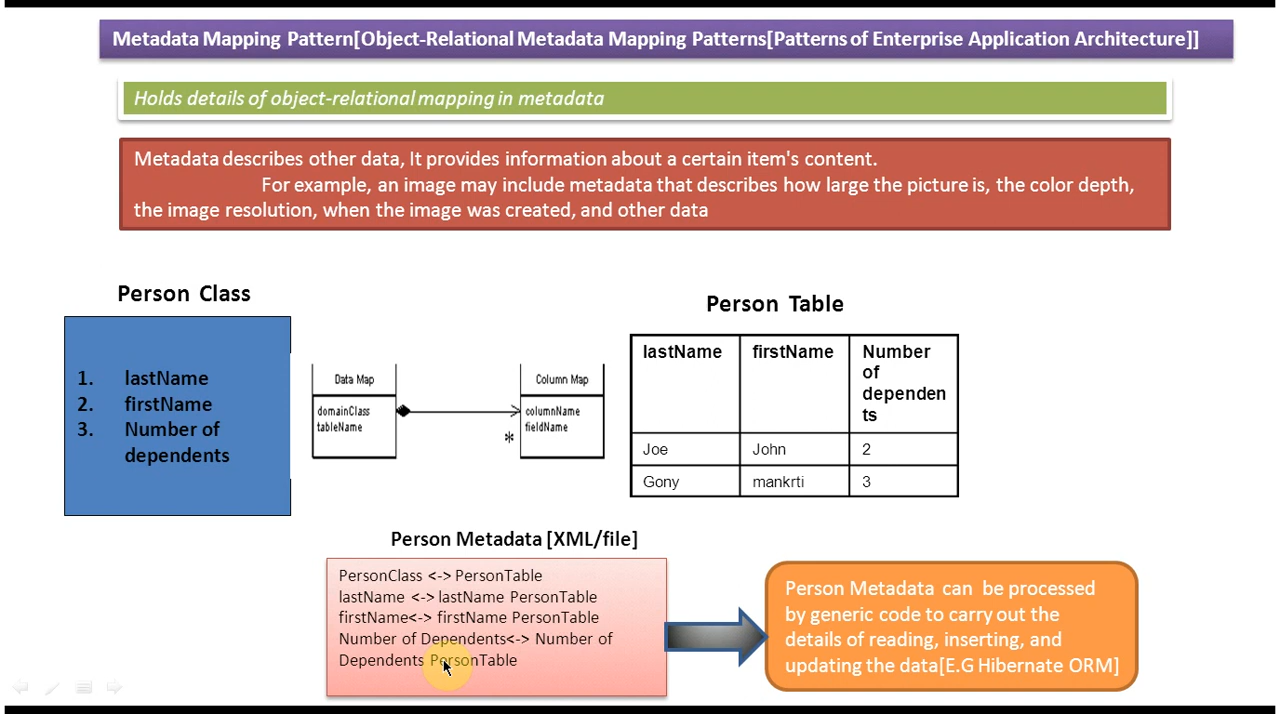 Metadata Mapping Pattern[Object-Relational Metadata Mapping Patterns[Patterns of Enterprise Application Architecture]]
Holds details of object-relational mapping in metadata
Metadata describes other data, It provides information about a certain item's content.
For example, an image may include metadata that describes how large the picture is, the color depth,
the image resolution, when the image was created, and other data
Person Class
1. lastName
2. firstName
3. Number of
dependents
Data Map
domainClass
tableName
*
Column Map
columnName
fieldName
Person Table
lastName firstName Number
of
dependen
ts
Joe John 2
Gony mankrti 3
Person Metadata [XML/file]
PersonClass <-> PersonTable
lastName <-> lastName PersonTable
firstName<-> firstName PersonTable
Number of Dependents<-> Number of
Dependents PersonTable
Person Metadata can be processed
by generic code to carry out the
details of reading, inserting, and
updating the data[E.G Hibernate ORM]